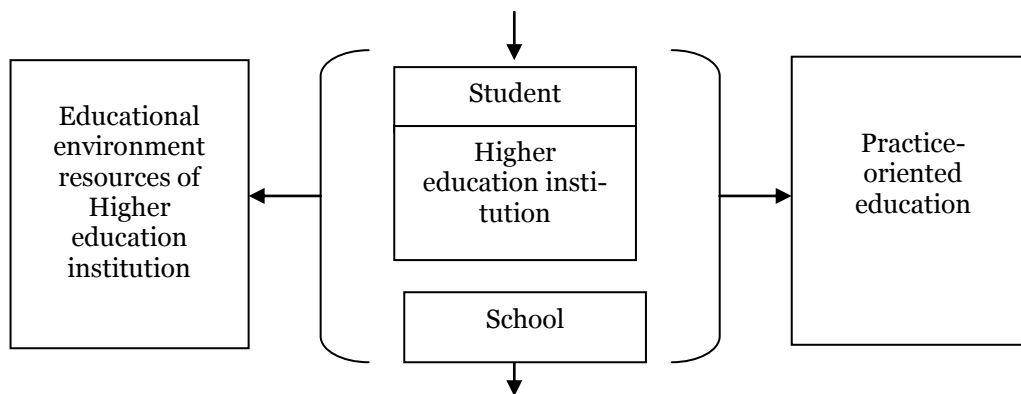 Educational
environment
resources of
Higher
education
institution
Student
Higher
education insti-
tution
School
Practice-
oriented
education